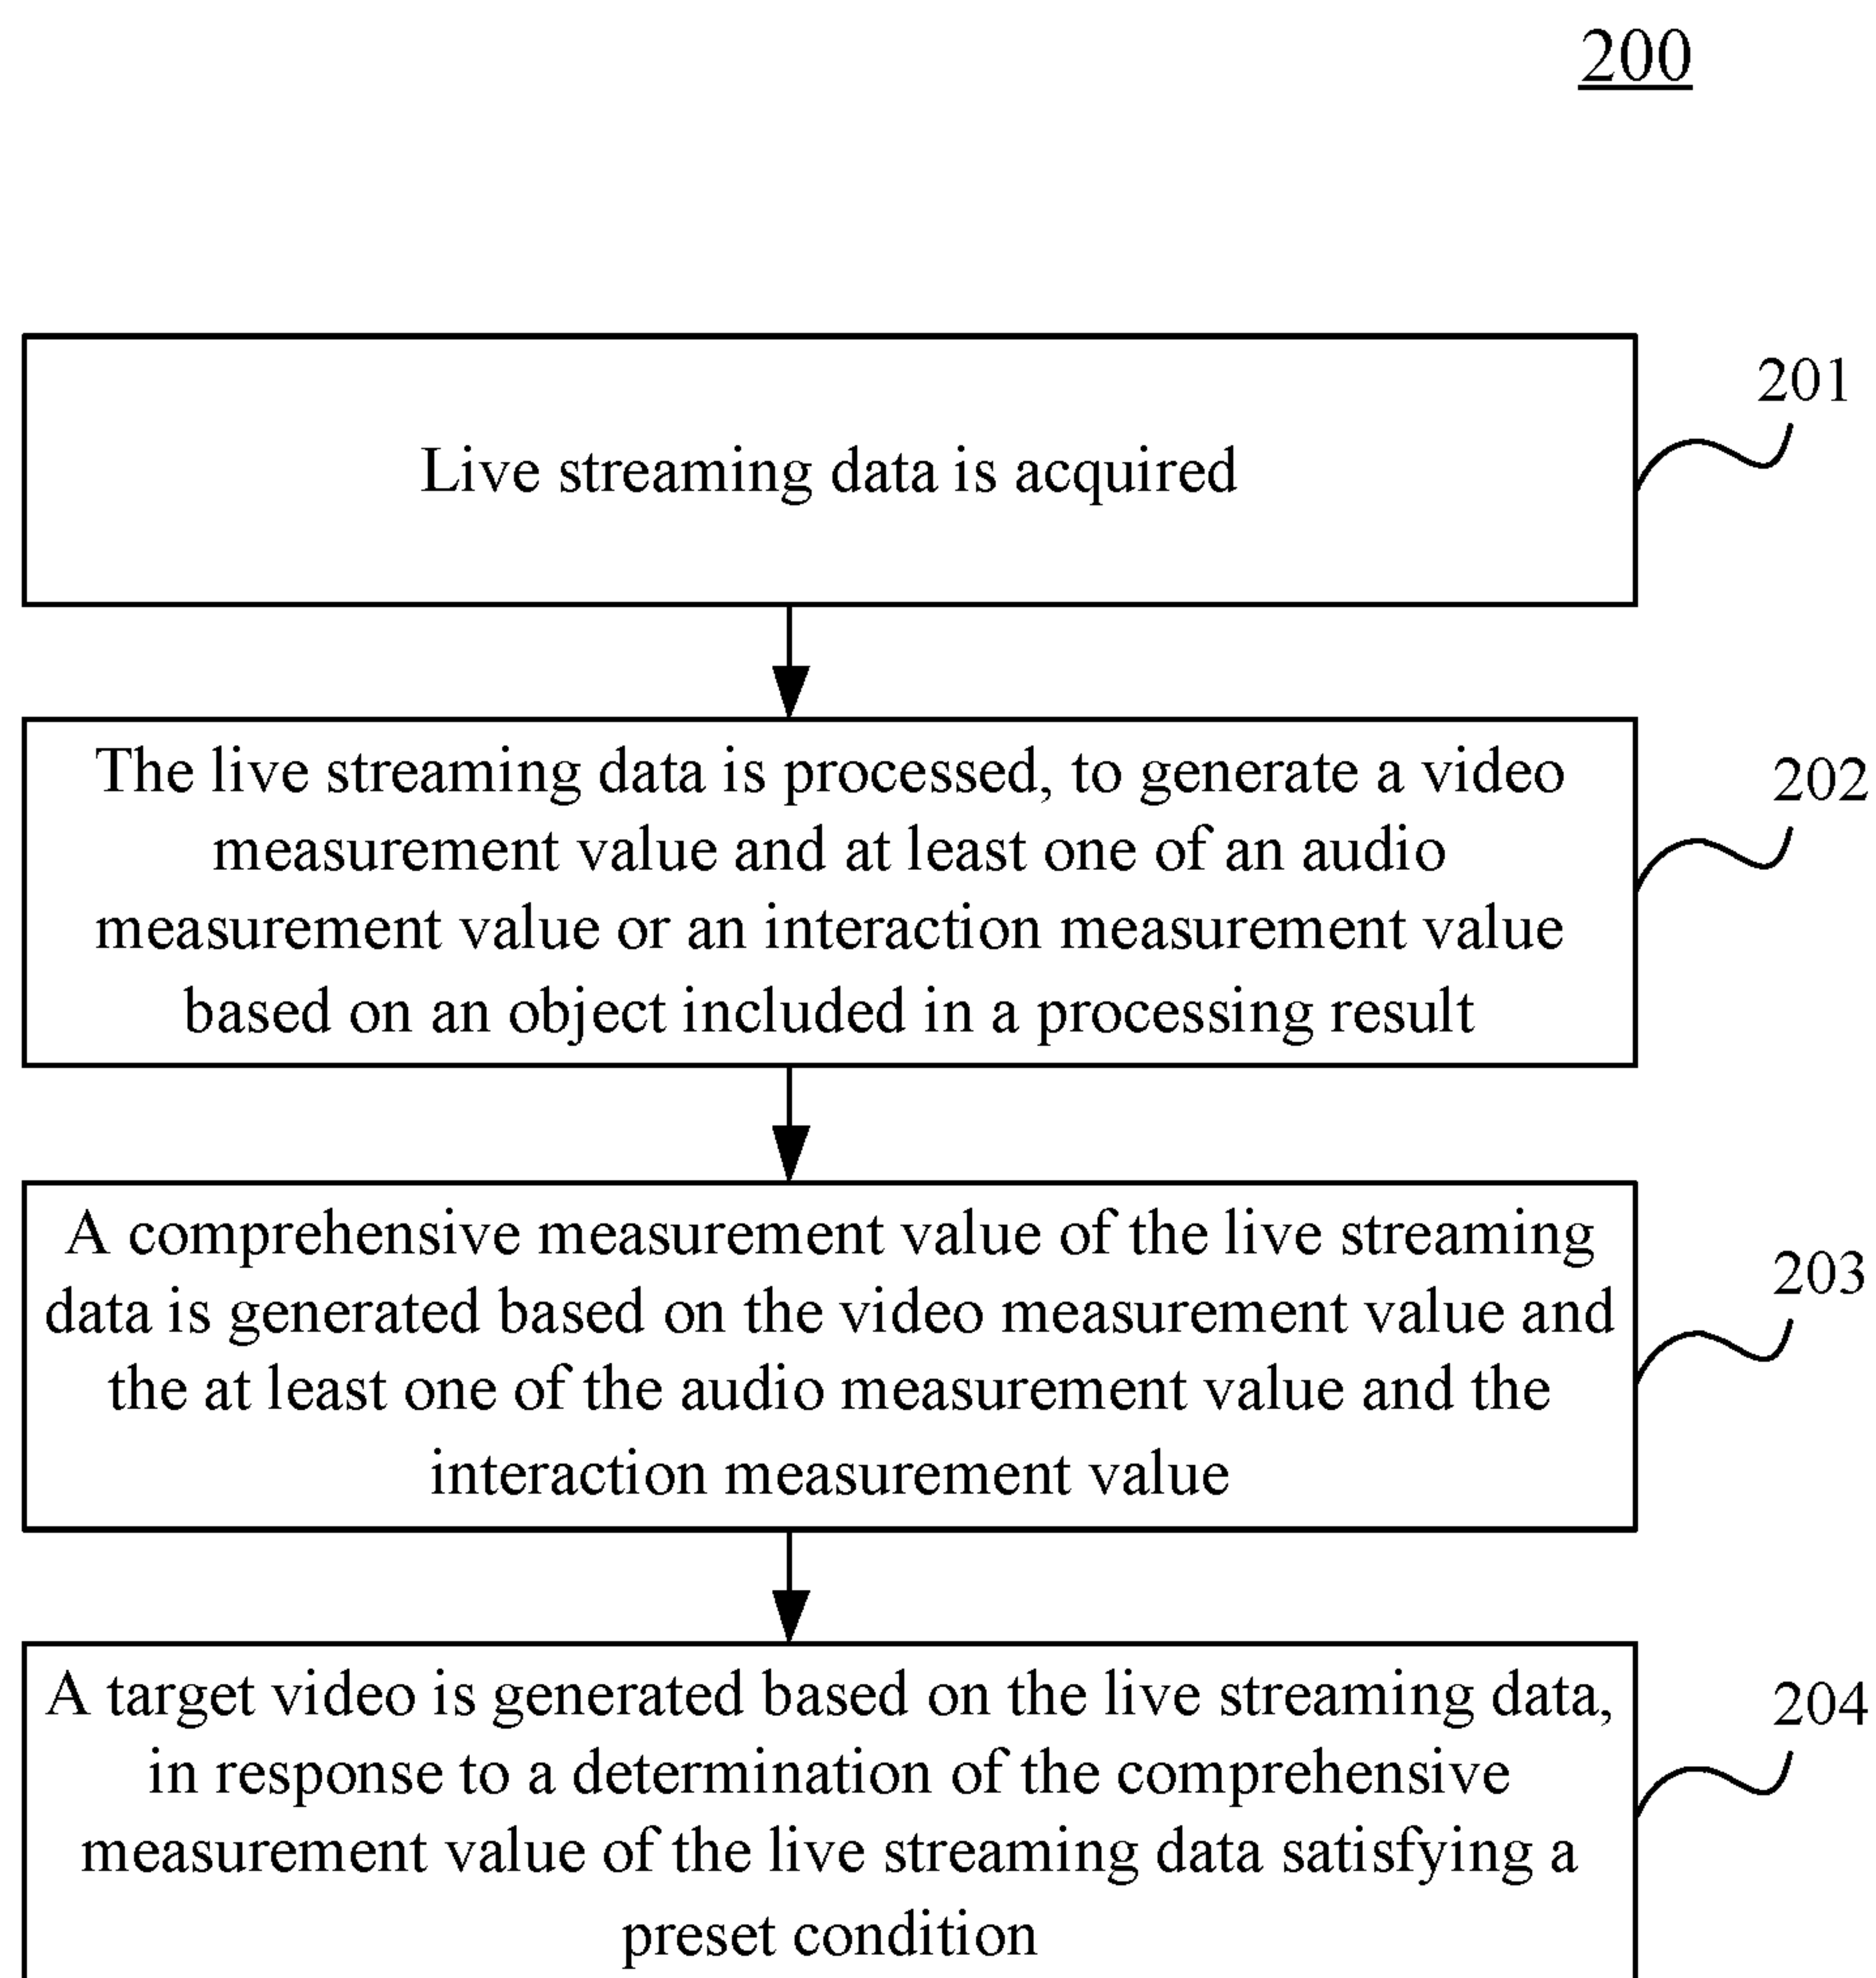 200
Live streaming data is acquired
201
The live streaming data is processed, to generate a video
measurement value and at least one of an audio
measurement value or an interaction measurement value
based on an object included in a processing result
202
A comprehensive measurement value of the live streaming
data is generated based on the video measurement value and
the at least one of the audio measurement value and the
interaction measurement value
203
A target video is generated based on the live streaming data,
in response to a determination of the comprehensive
measurement value of the live streaming data satisfying a
preset condition
204